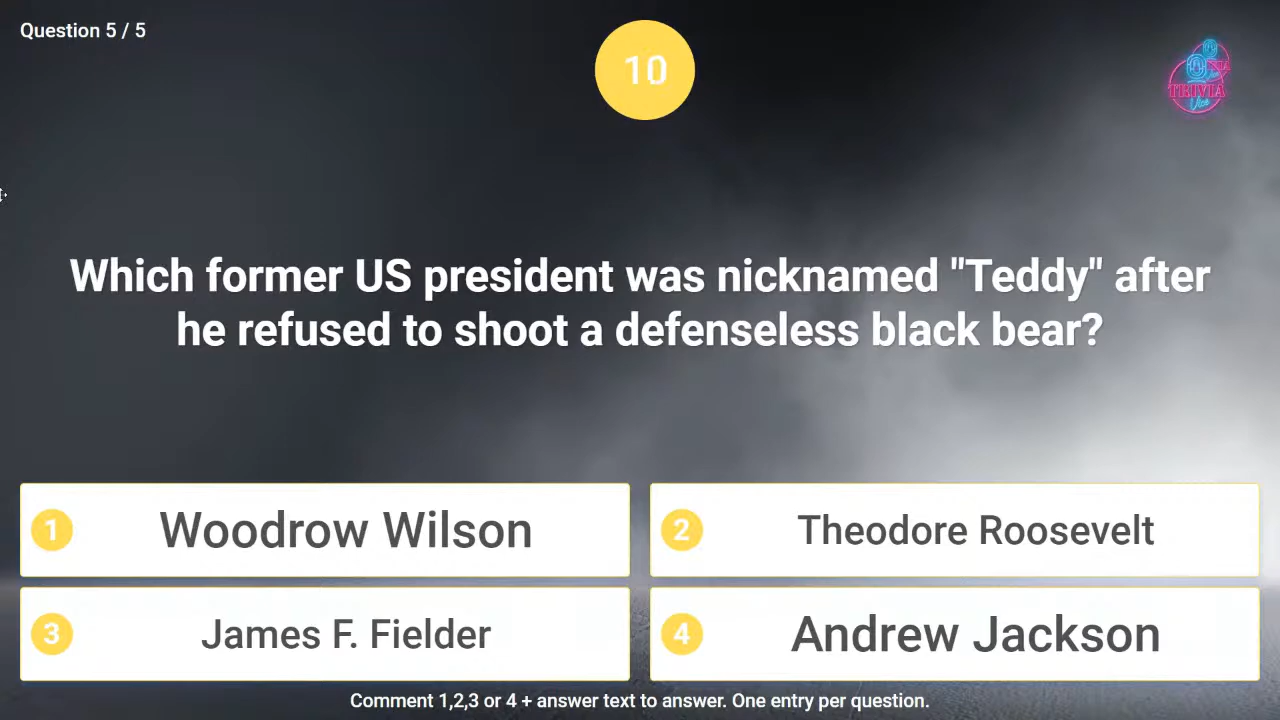 Question 5 / 5
10
TRIVIA
Vice
Which former US president was nicknamed "Teddy" after
he refused to shoot a defenseless black bear?
1 Woodrow Wilson
2 Theodore Roosevelt
3 James F. Fielder
4 Andrew Jackson
Comment 1,2,3 or 4 + answer text to answer. One entry per question.